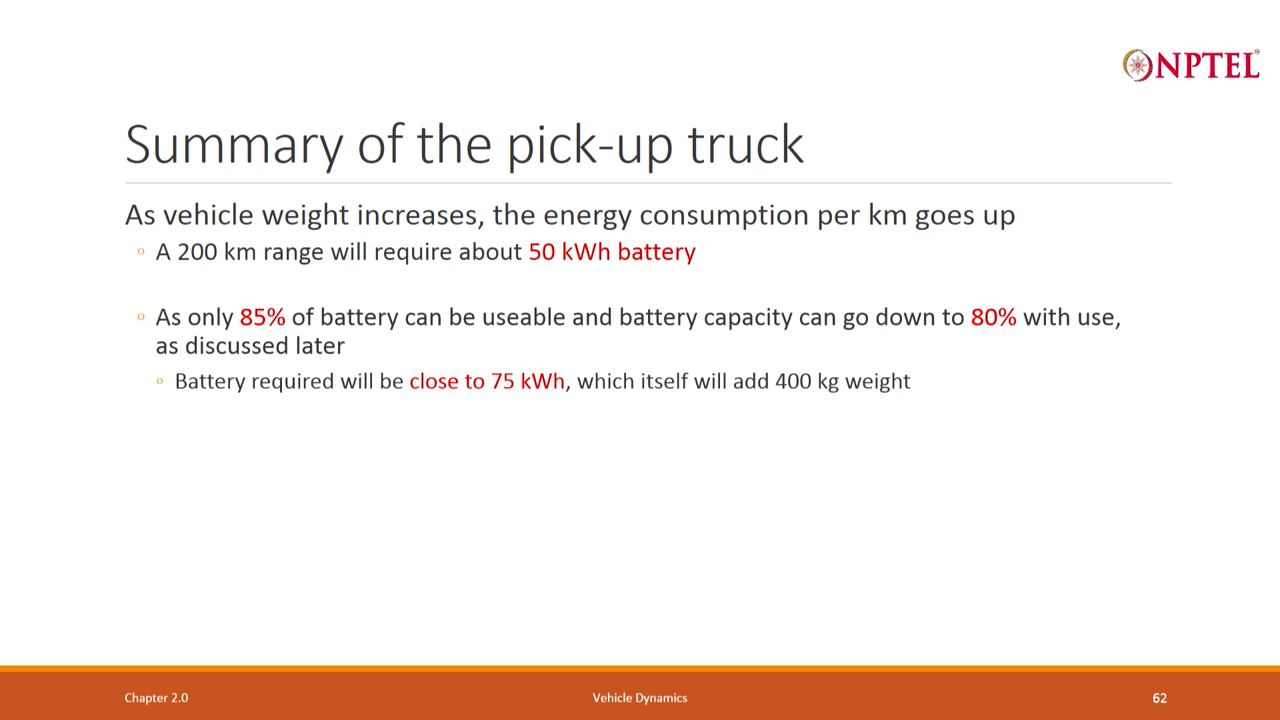 NPTEL
Summary of the pick-up truck
As vehicle weight increases, the energy consumption per km goes up
◦ A 200 km range will require about 50 kWh battery
◦ As only 85% of battery can be useable and battery capacity can go down to 80% with use,
as discussed later
◦ Battery required will be close to 75 kWh, which itself will add 400 kg weight
Chapter 2.0
Vehicle Dynamics
62